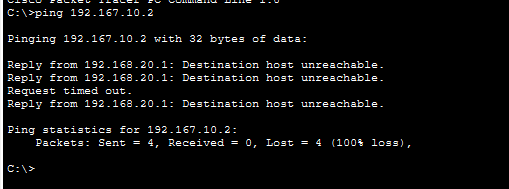 Cisco Packet Tracer PC Command Line 1.0
C:\>ping 192.167.10.2
Pinging 192.167.10.2 with 32 bytes of data:
Reply from 192.168.20.1: Destination host unreachable.
Reply from 192.168.20.1: Destination host unreachable.
Request timed out.
Reply from 192.168.20.1: Destination host unreachable.
Ping statistics for 192.167.10.2:
Packets: Sent = 4, Received = 0, Lost = 4 (100% loss),
C:\>